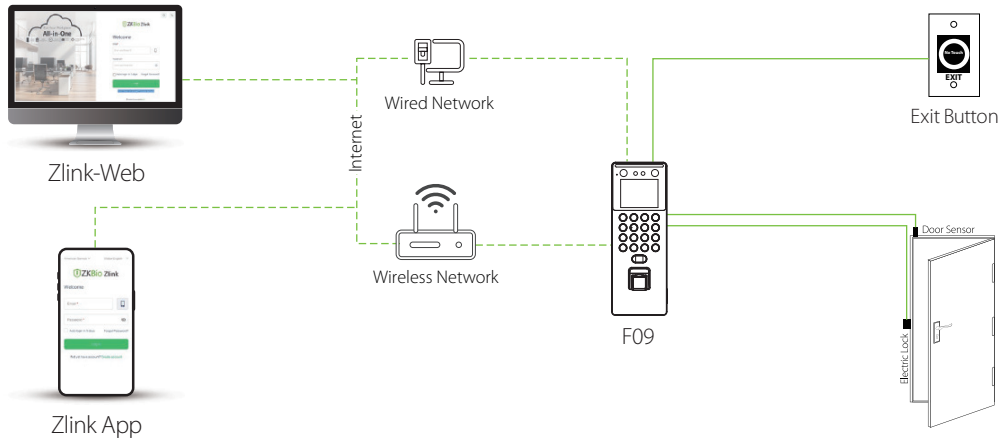 All-in-One
ZKBio Zlink
Welcome
Zlink-Web
Wired Network
Internet
Wireless Network
No Touch
EXIT
Exit Button
F09
Door Sensor
Electric Lock
ZKBio Zlink
Welcome
Zlink App